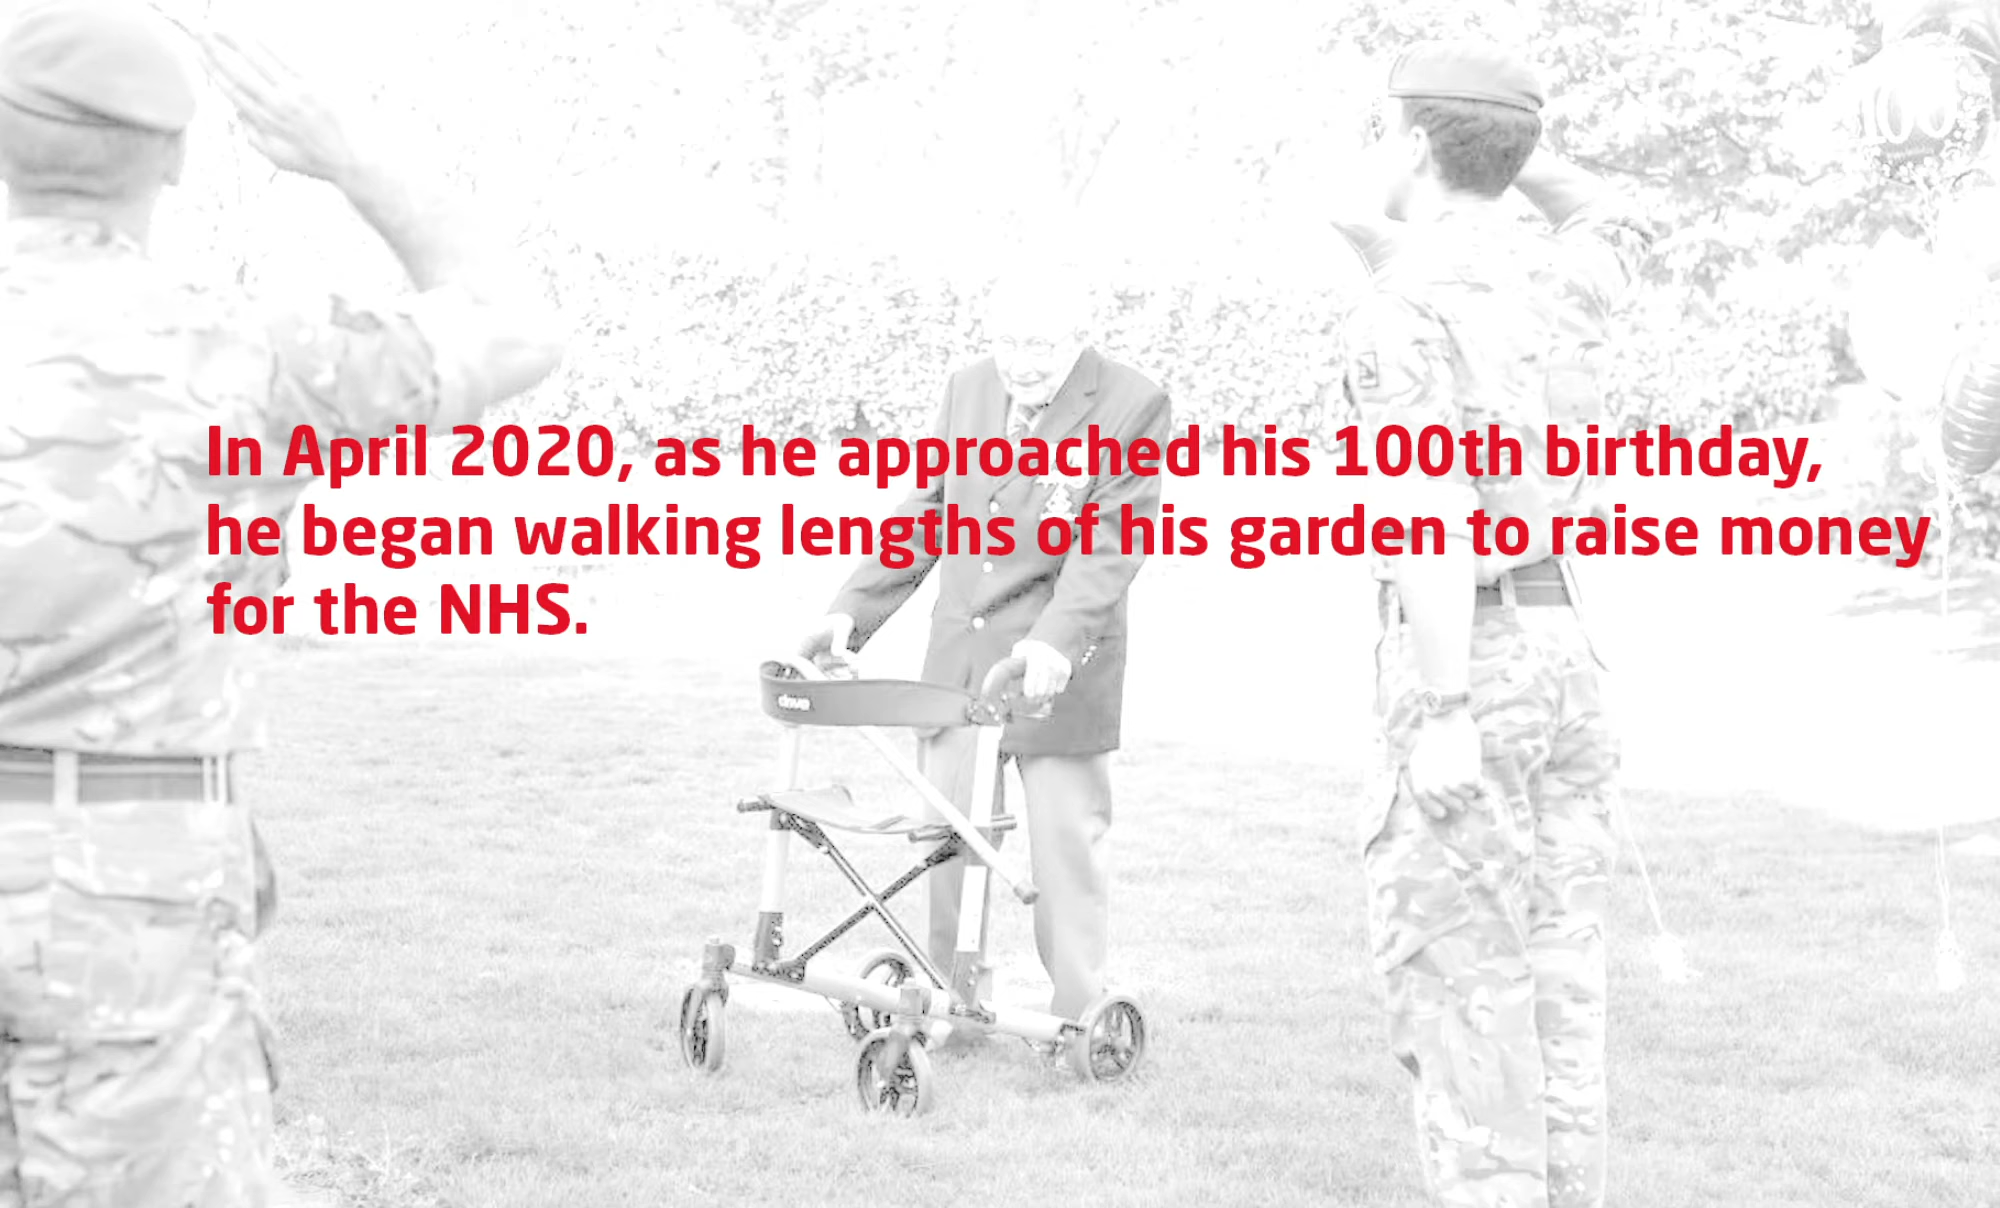 100
In April 2020, as he approached his 100th birthday,
he began walking lengths of his garden to raise money
for the NHS.